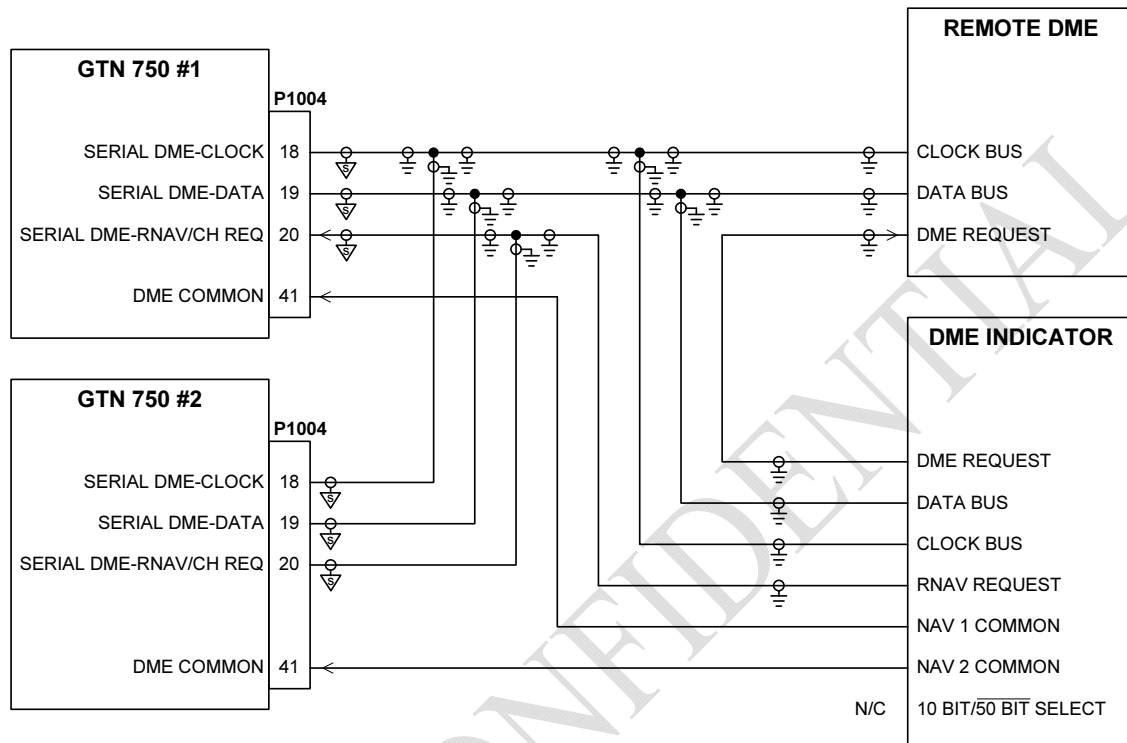 REMOTE DME
GTN 750 #1
P1004
SERIAL DME-CLOCK 18
CLOCK BUS
SERIAL DME-DATA 19
DATA BUS
SERIAL DME-RNAV/CH REQ 20
DME REQUEST
DME COMMON 41
DME INDICATOR
GTN 750 #2
P1004
DME REQUEST
SERIAL DME-CLOCK 18
DATA BUS
SERIAL DME-DATA 19
CLOCK BUS
SERIAL DME-RNAV/CH REQ 20
RNAV REQUEST
NAV 1 COMMON
DME COMMON 41
NAV 2 COMMON
N/C 10 BIT/50 BIT SELECT
S
S
S
S
S
S
ONFIDENTIAL